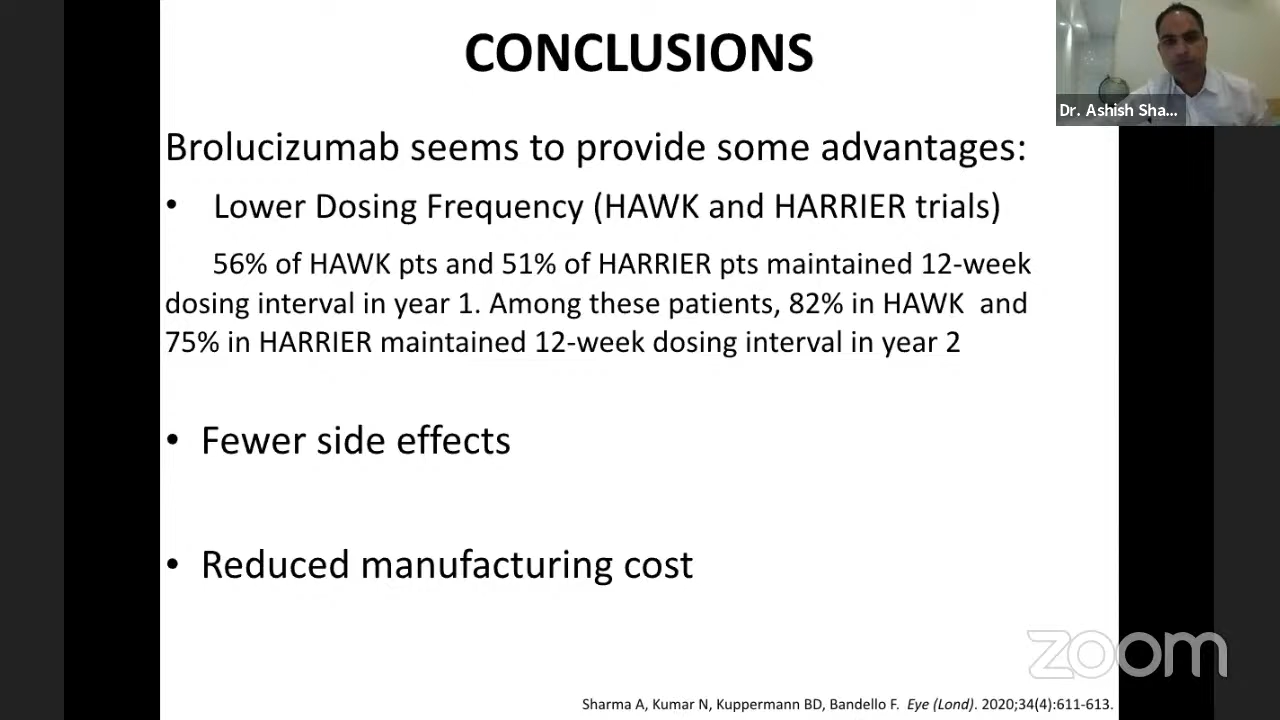 CONCLUSIONS
Dr. Ashish Sha...
Brolucizumab seems to provide some advantages:
• Lower Dosing Frequency (HAWK and HARRIER trials)
56% of HAWK pts and 51% of HARRIER pts maintained 12-week
dosing interval in year 1. Among these patients, 82% in HAWK and
75% in HARRIER maintained 12-week dosing interval in year 2
• Fewer side effects
• Reduced manufacturing cost
zoom
Sharma A, Kumar N, Kuppermann BD, Bandello F. Eye (Lond). 2020;34(4):611-613.